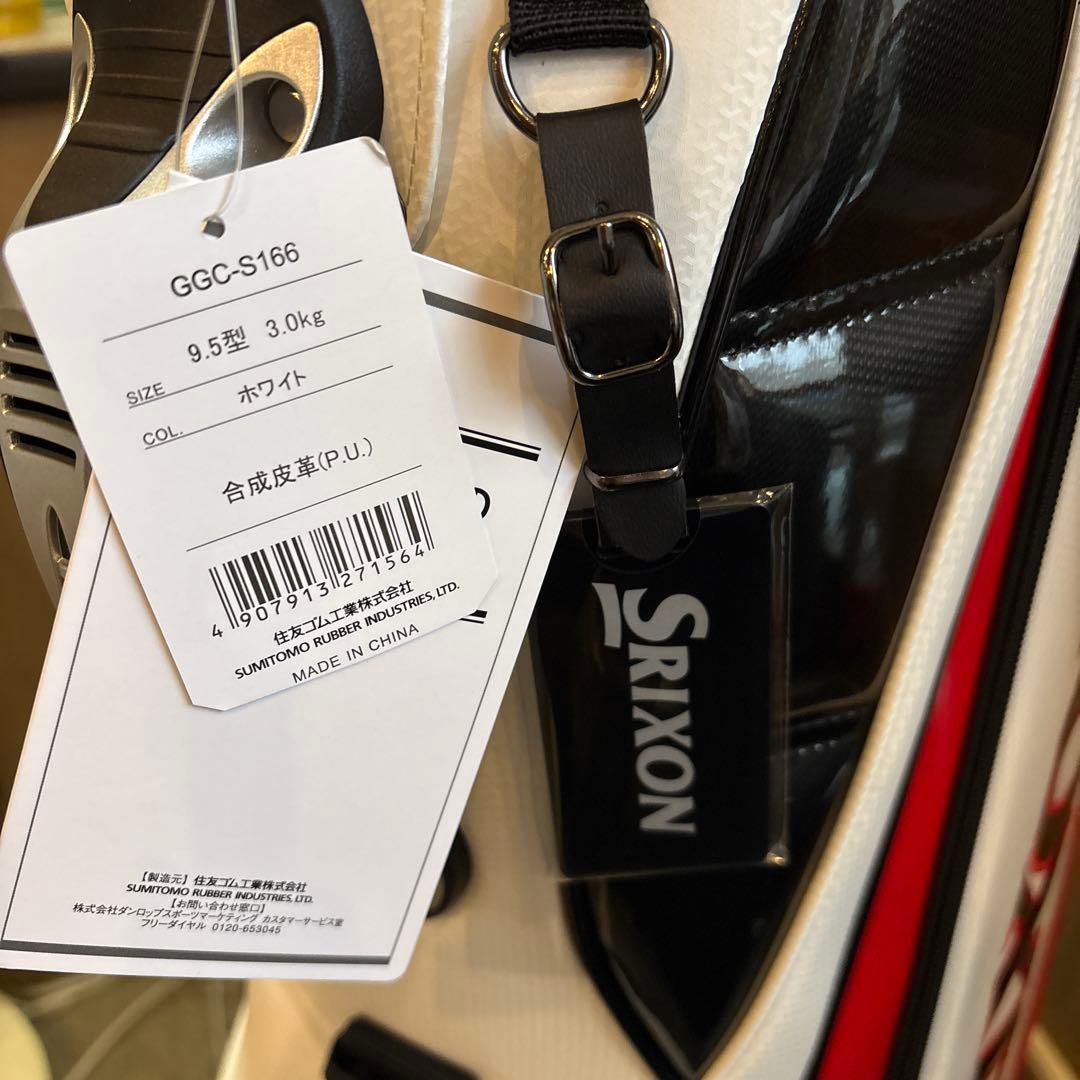 GGC-S166
SIZE 9.5型 3.0kg
COL. ホワイト
合成皮革(P.U.)
4 907913 271564
住友ゴム工業株式会社
SUMITOMO RUBBER INDUSTRIES, LTD.
MADE IN CHINA
SRIXON
【製造元】住友ゴム工業株式会社
SUMITOMO RUBBER INDUSTRIES, LTD.
【お問い合わせ窓口】
株式会社ダンロップスポーツマーケティング カスタマーサービス室
フリーダイヤル 0120-653045